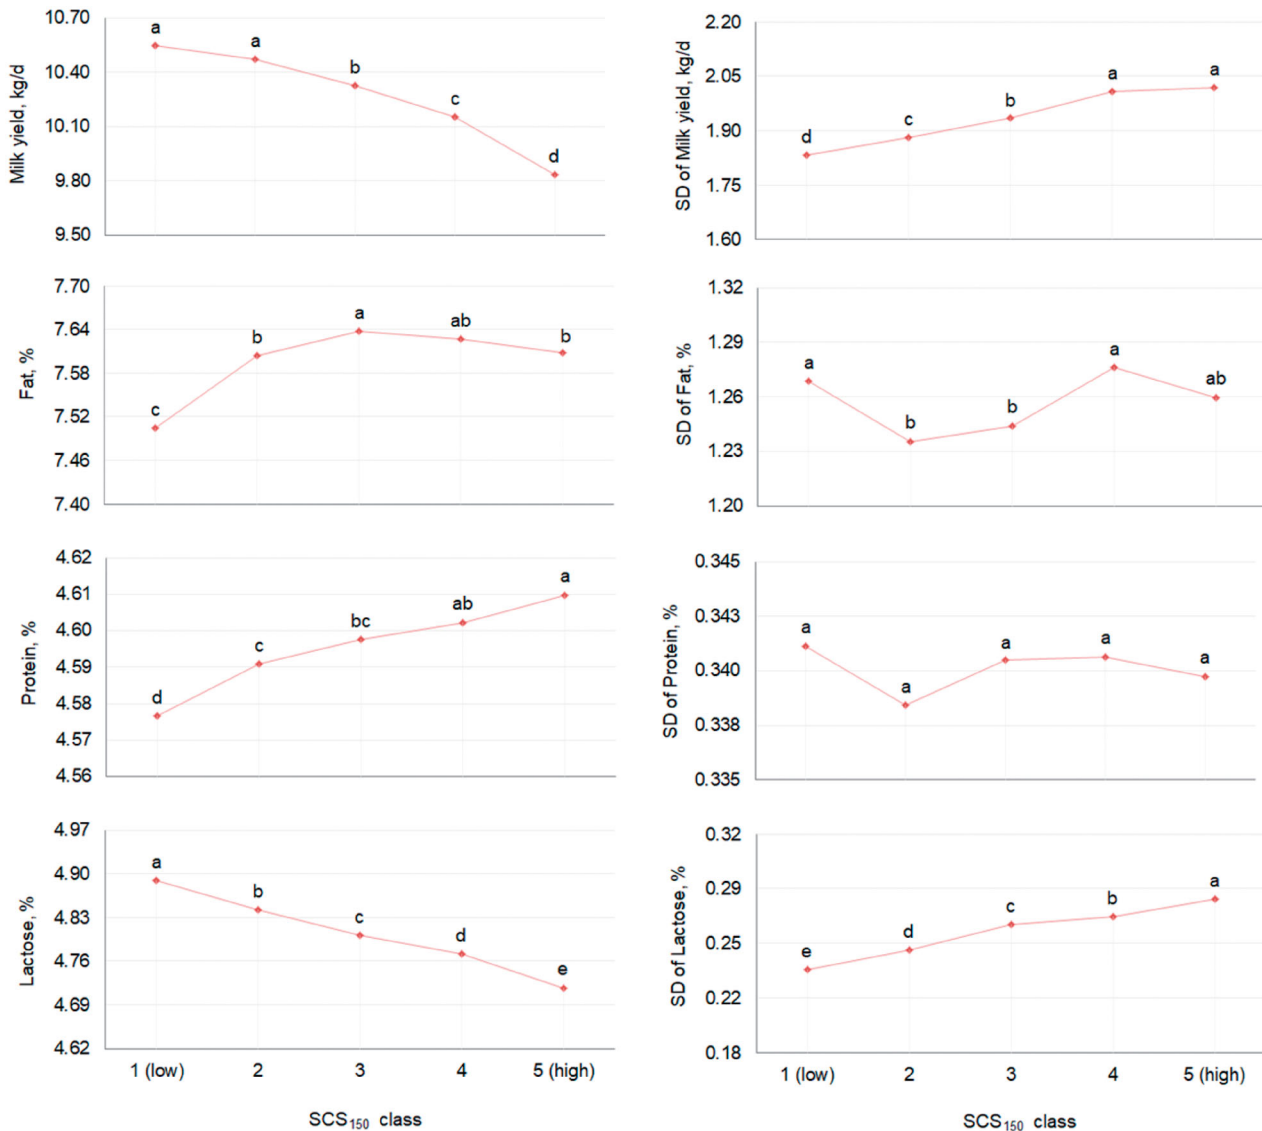 Milk yield, kg/d
10.70
10.40
10.10
9.80
9.50
a
a
b
c
d
SD of Milk yield, kg/d
2.20
2.05
1.90
1.75
1.60
d
c
b
a
a
Fat, %
7.70
7.64
7.58
7.52
7.46
7.40
c
b
a
ab
b
SD of Fat, %
1.32
1.29
1.26
1.23
1.20
a
b
b
a
ab
Protein, %
4.62
4.61
4.60
4.59
4.58
4.57
4.56
d
c
bc
ab
a
SD of Protein, %
0.345
0.343
0.340
0.338
0.335
a
a
a
a
a
Lactose, %
4.97
4.90
4.83
4.76
4.69
4.62
a
b
c
d
e
1 (low) 2 3 4 5 (high)
SCS150 class
SD of Lactose, %
0.32
0.29
0.25
0.22
0.18
e
d
c
b
a
1 (low) 2 3 4 5 (high)
SCS150 class